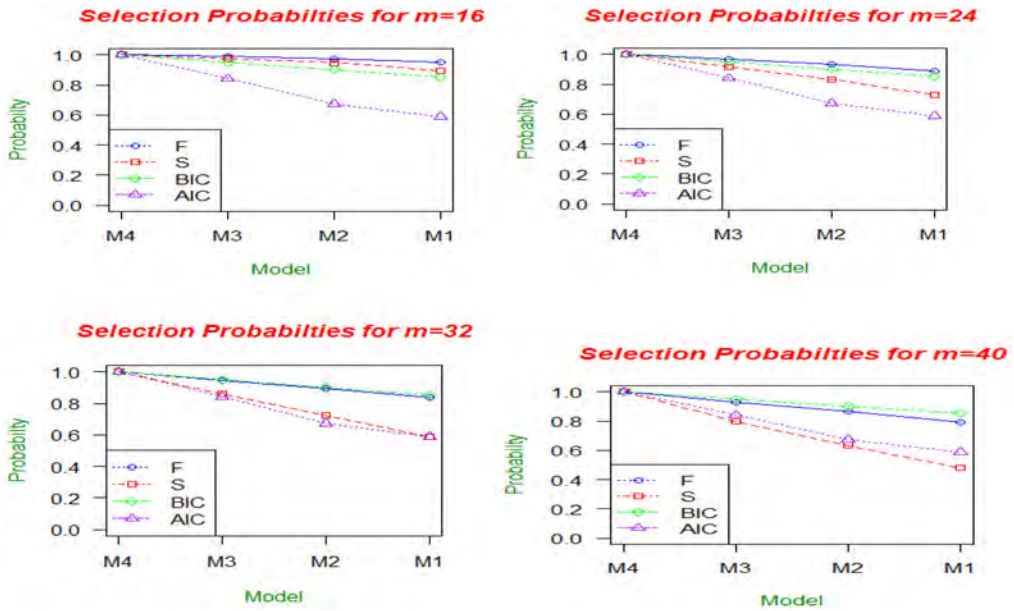 Selection Probabilties for m=16
Probabilty
1.0
0.8
0.6
0.4
0.2
0.0
F
S
BIC
AIC
M4 M3 M2 M1
Model
Selection Probabilties for m=24
Probabilty
1.0
0.8
0.6
0.4
0.2
0.0
F
S
BIC
AIC
M4 M3 M2 M1
Model
Selection Probabilties for m=32
Probabilty
1.0
0.8
0.6
0.4
0.2
0.0
F
S
BIC
AIC
M4 M3 M2 M1
Model
Selection Probabilties for m=40
Probabilty
1.0
0.8
0.6
0.4
0.2
0.0
F
S
BIC
AIC
M4 M3 M2 M1
Model